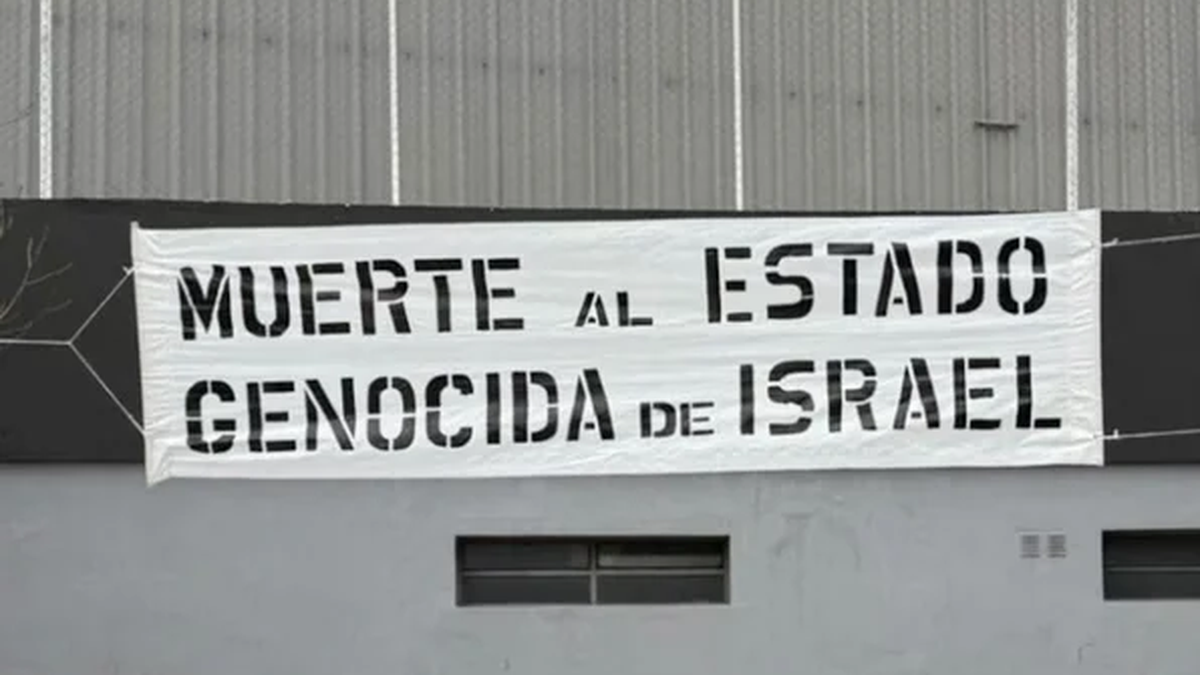 MUERTE AL ESTADO
GENOCIDA DE ISRAEL